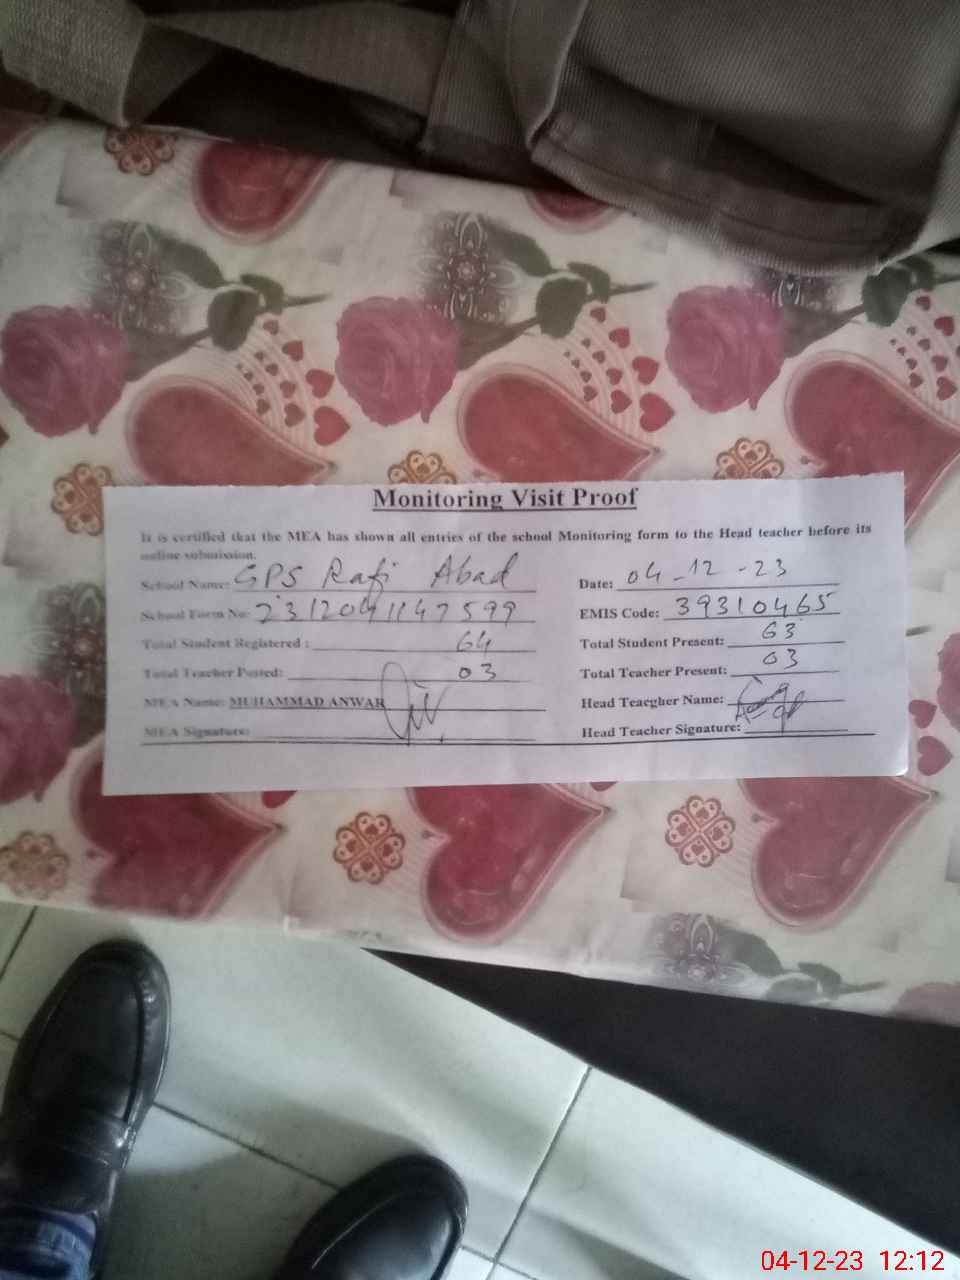 Monitoring Visit Proof
It is certified that the MEA has shown all entries of the school Monitoring form to the Head teacher before its
online submission.
School Name: GPS Rafi Abad Date: 04-12-23
School Form No: 2312041147599 EMIS Code: 39310465
Total Student Registered : 64 Total Student Present: 63
Total Teacher Posted: 03 Total Teacher Present: 03
MEA Name: MUHAMMAD ANWAR Head Teaegher Name:
MEA Signature: Head Teacher Signature:
04-12-23 12:12